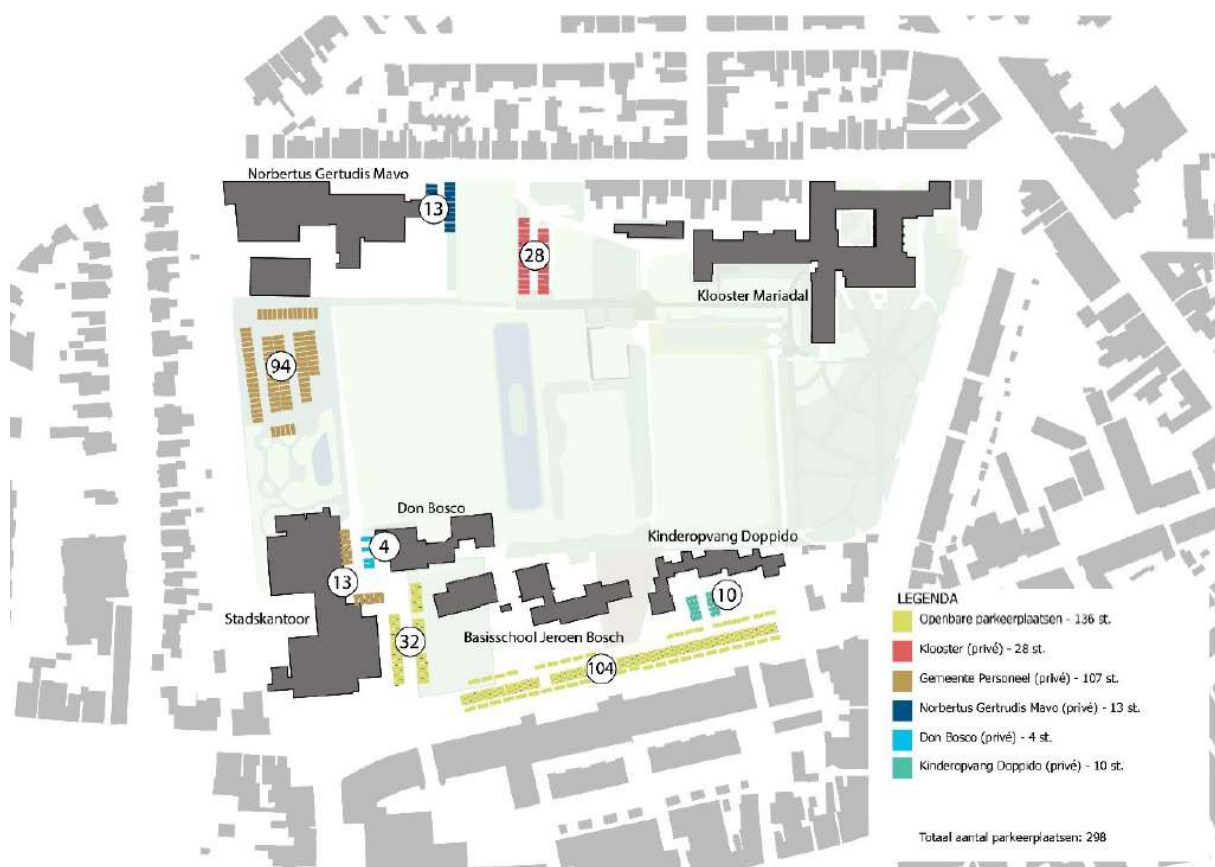 Norbertus Gertudis Mavo
13
28
Klooster Mariadal
94
Don Bosco
4
Kinderopvang Doppido
13
10
Stadskantoor
32
Basisschool Jeroen Bosch
104
LEGENDA
Openbare parkeerplaatsen - 136 st.
Klooster (privé) - 28 st.
Gemeente Personeel (privé) - 107 st.
Norbertus Gertrudis Mavo (privé) - 13 st.
Don Bosco (privé) - 4 st.
Kinderopvang Doppido (privé) - 10 st.
Totaal aantal parkeerplaatsen: 298